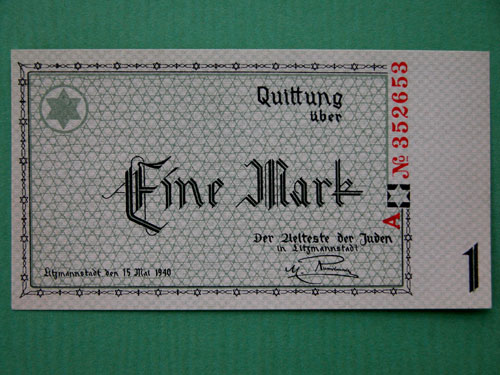 Quittung
über
Eine Mark
Der Aelteste der Juden
in Litzmannstadt
Litzmannstadt, den 15 Mai 1940
A № 352653
A
1